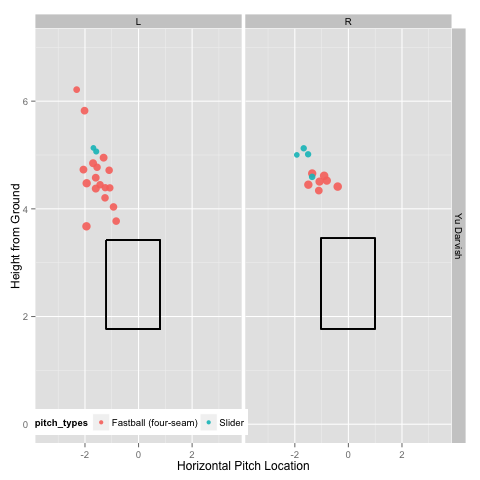 L
R
Height from Ground
6
4
2
0
Yu Darvish
pitch_types Fastball (four-seam) Slider
-2 0 2
-2 0 2
Horizontal Pitch Location